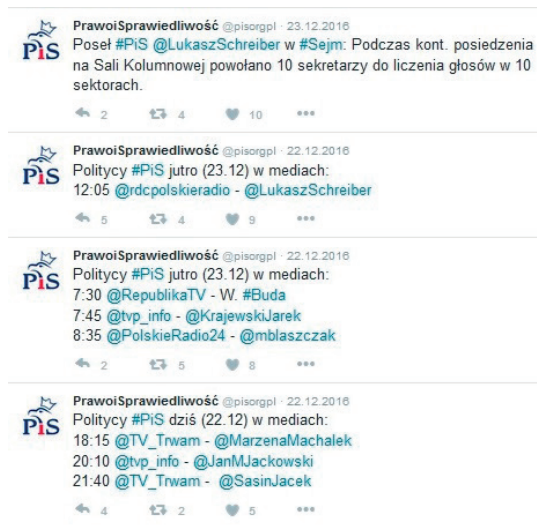 PrawoiSprawiedliwość @pisorgpl · 23.12.2016
PiS
Poseł #PiS @LukaszSchreiber w #Sejm: Podczas kont. posiedzenia
na Sali Kolumnowej powołano 10 sekretarzy do liczenia głosów w 10
sektorach.
2 4 10
PrawoiSprawiedliwość @pisorgpl · 22.12.2016
PiS
Politycy #PiS jutro (23.12) w mediach:
12:05 @rdcpolskieradio - @LukaszSchreiber
5 4 9
PrawoiSprawiedliwość @pisorgpl · 22.12.2016
PiS
Politycy #PiS jutro (23.12) w mediach:
7:30 @RepublikaTV - W. #Buda
7:45 @tvp_info - @KrajewskiJarek
8:35 @PolskieRadio24 - @mblaszczak
2 5 8
PrawoiSprawiedliwość @pisorgpl · 22.12.2016
PiS
Politycy #PiS dziś (22.12) w mediach:
18:15 @TV_Trwam - @MarzenaMachalek
20:10 @tvp_info - @JanMJackowski
21:40 @TV_Trwam - @SasinJacek
4 2 5